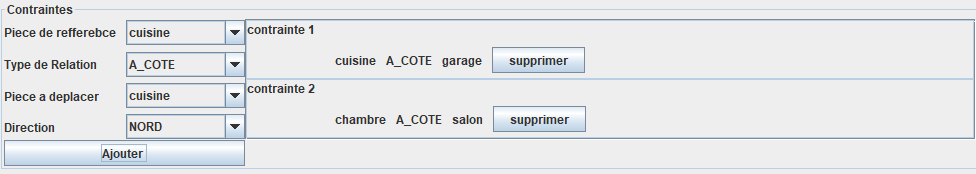 Contraintes
Piece de refferebce cuisine
Type de Relation A_COTE
Piece a deplacer cuisine
Direction NORD
Ajouter
contrainte 1
cuisine A_COTE garage supprimer
contrainte 2
chambre A_COTE salon supprimer